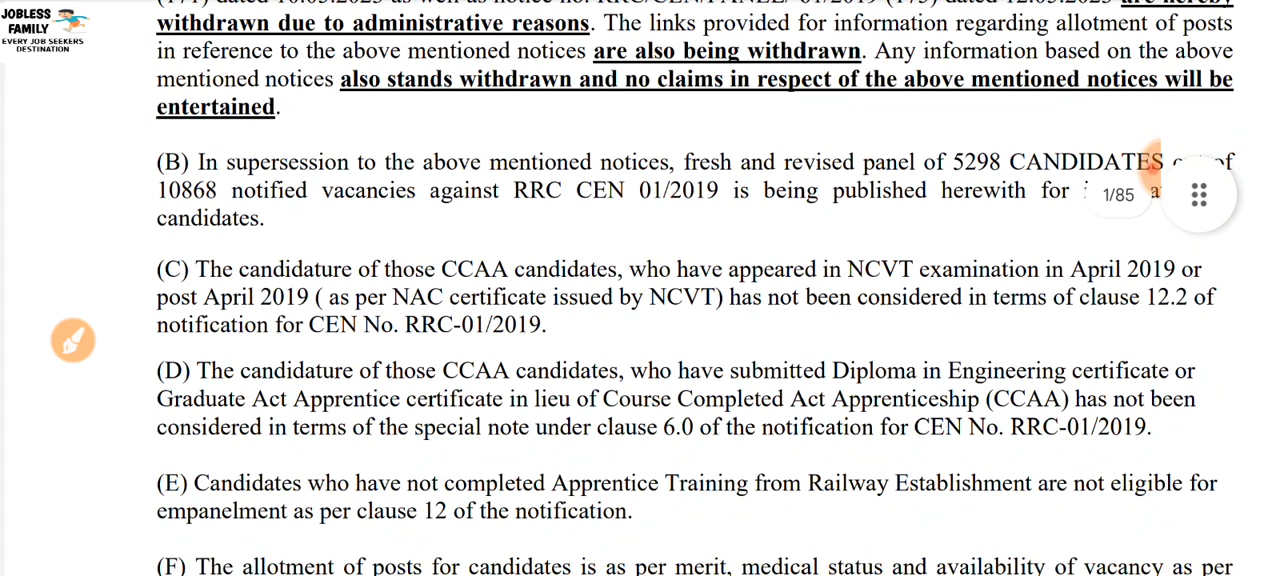 JOBLESS
FAMILY
EVERY JOB SEEKERS
DESTINATION
withdrawn due to administrative reasons. The links provided for information regarding allotment of posts
in reference to the above mentioned notices are also being withdrawn. Any information based on the above
mentioned notices also stands withdrawn and no claims in respect of the above mentioned notices will be
entertained.
(B) In supersession to the above mentioned notices, fresh and revised panel of 5298 CANDIDATES
10868 notified vacancies against RRC CEN 01/2019 is being published herewith for
1/85
candidates.
(C) The candidature of those CCAA candidates, who have appeared in NCVT examination in April 2019 or
post April 2019 ( as per NAC certificate issued by NCVT) has not been considered in terms of clause 12.2 of
notification for CEN No. RRC-01/2019.
(D) The candidature of those CCAA candidates, who have submitted Diploma in Engineering certificate or
Graduate Act Apprentice certificate in lieu of Course Completed Act Apprenticeship (CCAA) has not been
considered in terms of the special note under clause 6.0 of the notification for CEN No. RRC-01/2019.
(E) Candidates who have not completed Apprentice Training from Railway Establishment are not eligible for
empanelment as per clause 12 of the notification.
(F) The allotment of posts for candidates is as per merit, medical status and availability of vacancy as per